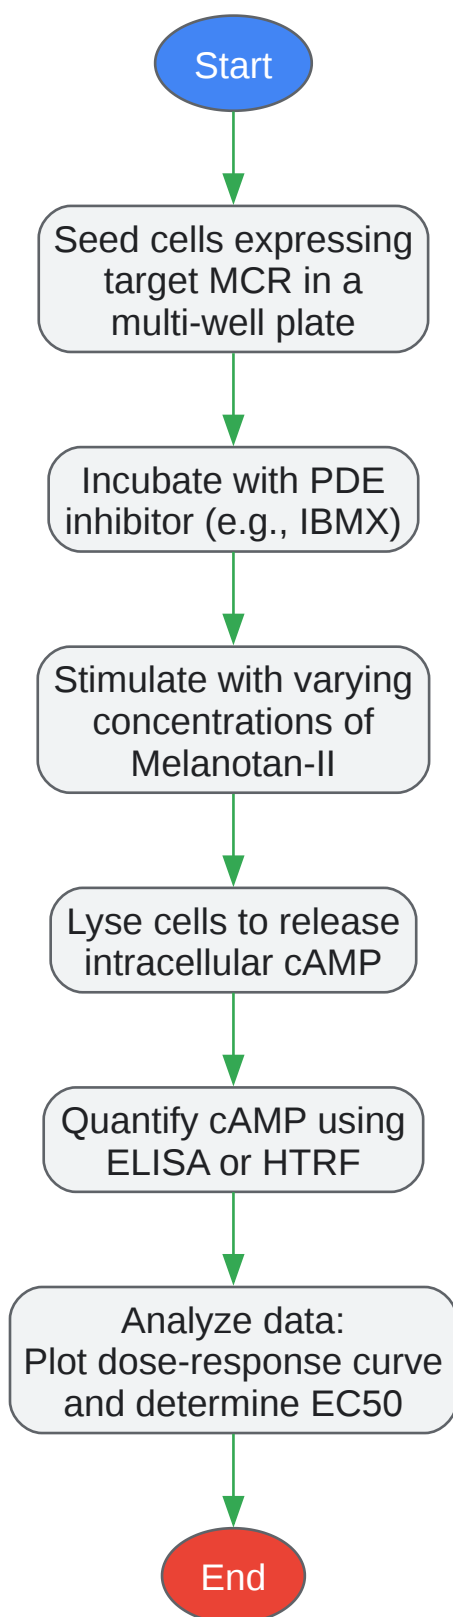 Start
Seed cells expressing
target MCR in a
multi-well plate
Incubate with PDE
inhibitor (e.g., IBMX)
Stimulate with varying
concentrations of
Melanotan-II
Lyse cells to release
intracellular cAMP
Quantify cAMP using
ELISA or HTRF
Analyze data:
Plot dose-response curve
and determine EC50
End